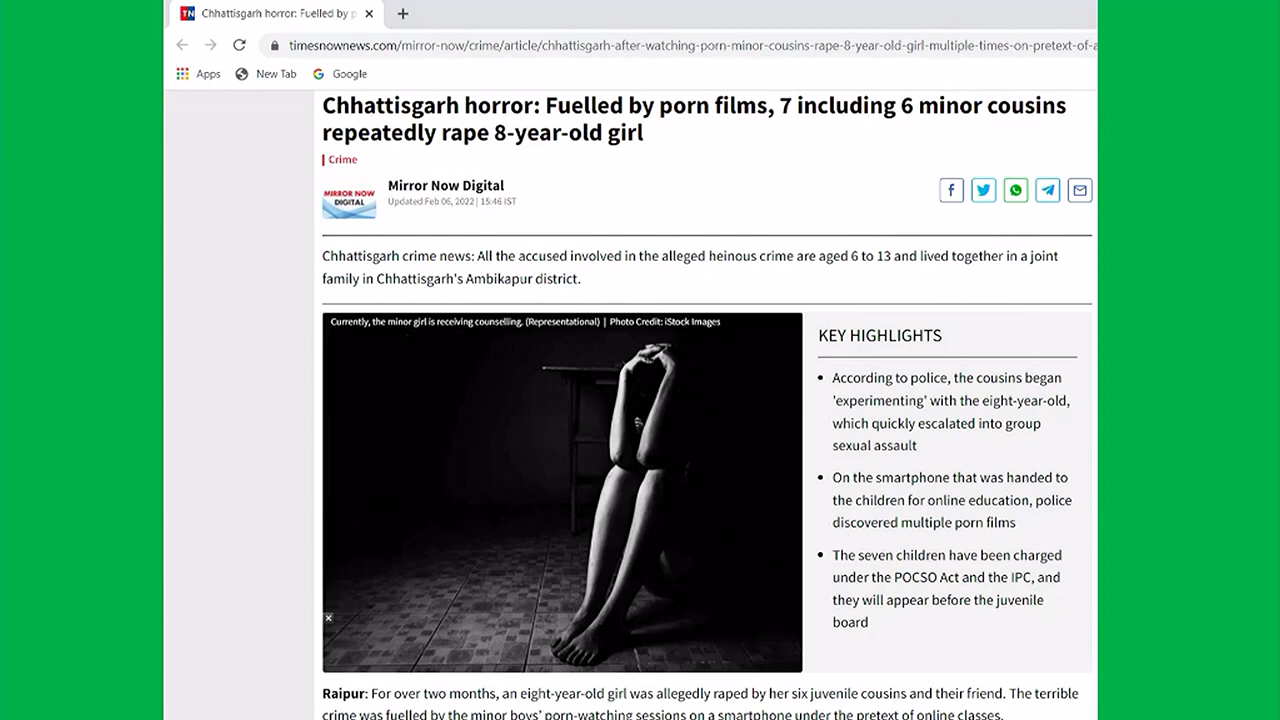 Chhattisgarh horror: Fuelled by p
timesnownews.com/mirror-now/crime/article/chhattisgarh-after-watching-porn-minor-cousins-rape-8-year-old-girl-multiple-times-on-pretext-of-a
Apps New Tab Google
Chhattisgarh horror: Fuelled by porn films, 7 including 6 minor cousins
repeatedly rape 8-year-old girl
Crime
MIRROR NOW
DIGITAL
Mirror Now Digital
Updated Feb 06, 2022 | 15:46 IST
Chhattisgarh crime news: All the accused involved in the alleged heinous crime are aged 6 to 13 and lived together in a joint
family in Chhattisgarh's Ambikapur district.
Currently, the minor girl is receiving counselling. (Representational) | Photo Credit: iStock Images
KEY HIGHLIGHTS
According to police, the cousins began
'experimenting' with the eight-year-old,
which quickly escalated into group
sexual assault
On the smartphone that was handed to
the children for online education, police
discovered multiple porn films
The seven children have been charged
under the POCSO Act and the IPC, and
they will appear before the juvenile
board
Raipur: For over two months, an eight-year-old girl was allegedly raped by her six juvenile cousins and their friend. The terrible
crime was fuelled by the minor boys' porn-watching sessions on a smartphone under the pretext of online classes.